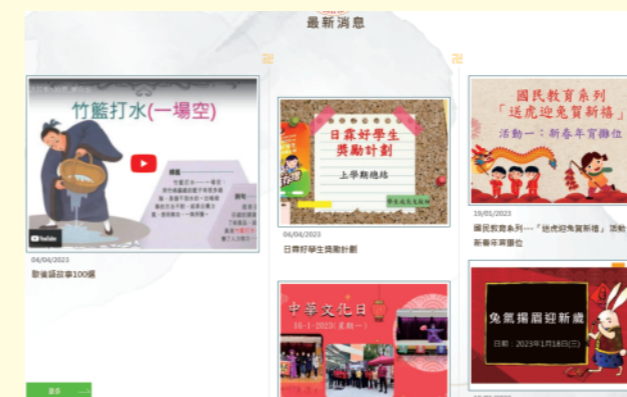 最新消息
竹籃打水(一場空)
YouTube
04/04/2023
歇後語故事100選
更多
日霖好學生
獎勵計劃
上學期總結
04/04/2023
日霖好學生獎勵計劃
中華文化日
16-1-2023(星期一)
國民教育系列
「送虎迎兔賀新禧」
活動一：新春年宵攤位
19/01/2023
國民教育系列---「送虎迎兔賀新禧」活動
新春年宵攤位
兔氣揚眉迎新歲
日期：2023年1月18日(三)